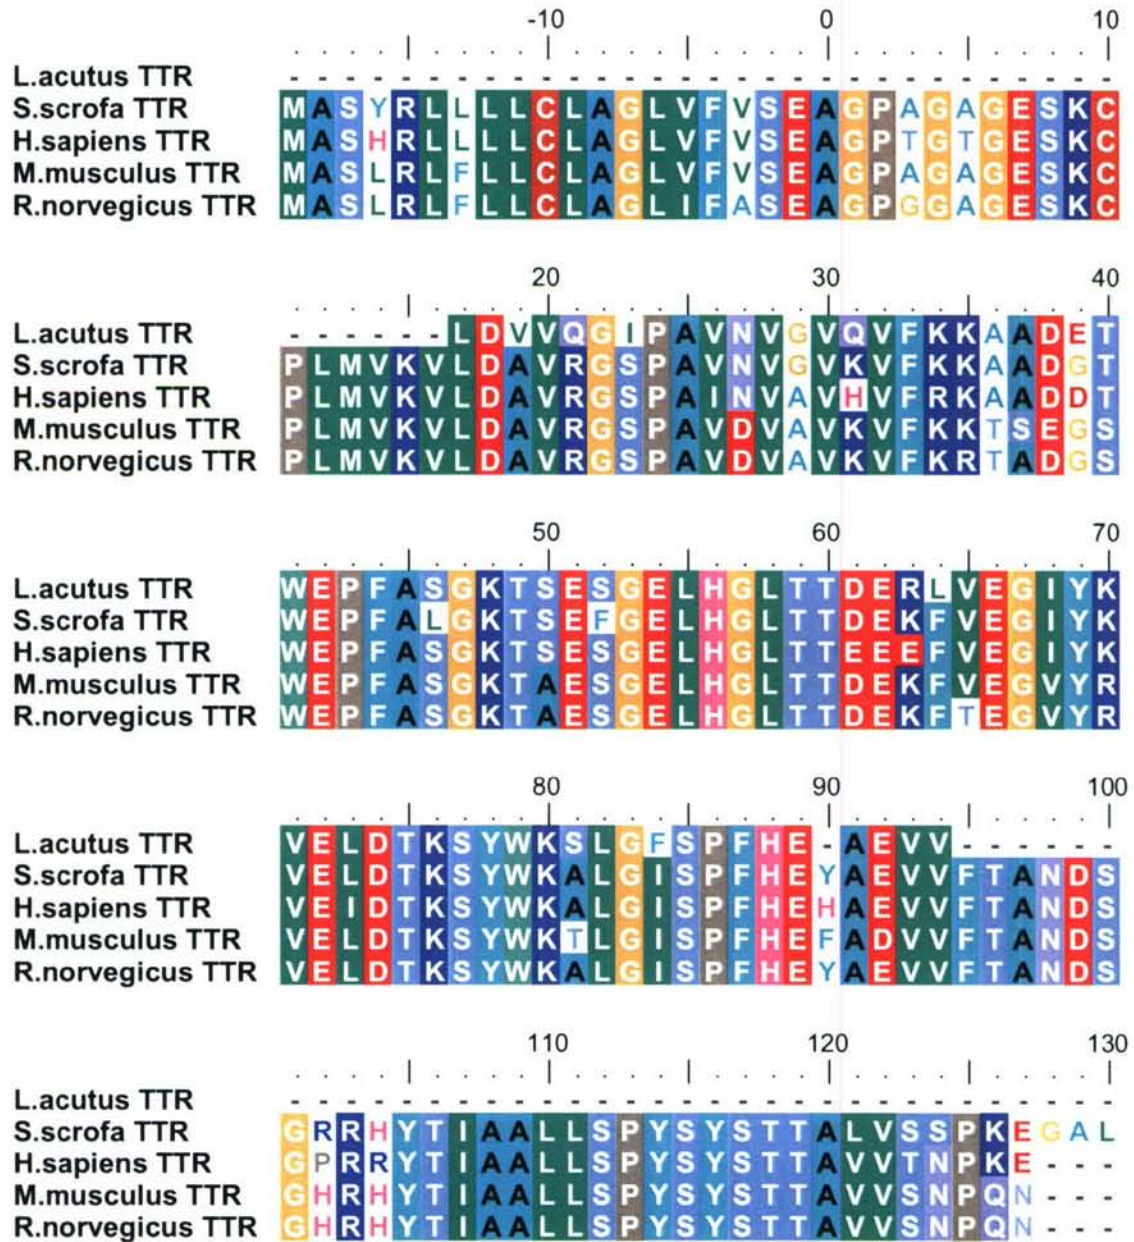 -10 0 10
L.acutus TTR - - - - - - - - - - - - - - - - - - - - - - - - - - - - - -
S.scrofa TTR MASYRLLLLCLAGLVFVSEAGPAGAGESKC
H.sapiens TTR MASHRLLLLCLAGLVFVSEAGPTGTGESKC
M.musculus TTR MASLRLFLLCLAGLVFVSEAGPAGAGESKC
R.norvegicus TTR MASLRLFLLCLAGLIFASEAGPGGAGESKC
20 30 40
L.acutus TTR - - - - - - LDVVQGIPAVNVGVQVFKKAADET
S.scrofa TTR PLMVKVLDAVRGSPAVNVGVKVFKKAADGT
H.sapiens TTR PLMVKVLDAVRGSPAINVAVHVFRKAADDT
M.musculus TTR PLMVKVLDAVRGSPAVDVAVKVFKKTSEGS
R.norvegicus TTR PLMVKVLDAVRGSPAVDVAVKVFKRTADGS
50 60 70
L.acutus TTR WEPFASGKTSESGELHGLTTDERLVEGIYK
S.scrofa TTR WEPFALGKTSEFGELHGLTTDEKFVEGIYK
H.sapiens TTR WEPFASGKTSESGELHGLTTEEEFVEGIYK
M.musculus TTR WEPFASGKTAESGELHGLTTDEKFVEGVYR
R.norvegicus TTR WEPFASGKTAESGELHGLTTDEKFTEGVYR
80 90 100
L.acutus TTR VELDTKSYWKSLGFSPFHE-AEVV - - - - - -
S.scrofa TTR VELDTKSYWKALGISPFHEYAEVVFTANDS
H.sapiens TTR VEIDTKSYWKALGISPFHEHAEVVFTANDS
M.musculus TTR VELDTKSYWKTLGISPFHEFADVVFTANDS
R.norvegicus TTR VELDTKSYWKALGISPFHEYAEVVFTANDS
110 120 130
L.acutus TTR - - - - - - - - - - - - - - - - - - - - - - - - - - - - - -
S.scrofa TTR GRRHYTIAALLSPYSYSTTALVSSPKEGAL
H.sapiens TTR GPRRYTIAALLSPYSYSTTAVVTNPKE - - -
M.musculus TTR GHRHYTIAALLSPYSYSTTAVVSNPQN - - -
R.norvegicus TTR GHRHYTIAALLSPYSYSTTAVVSNPQN - - -